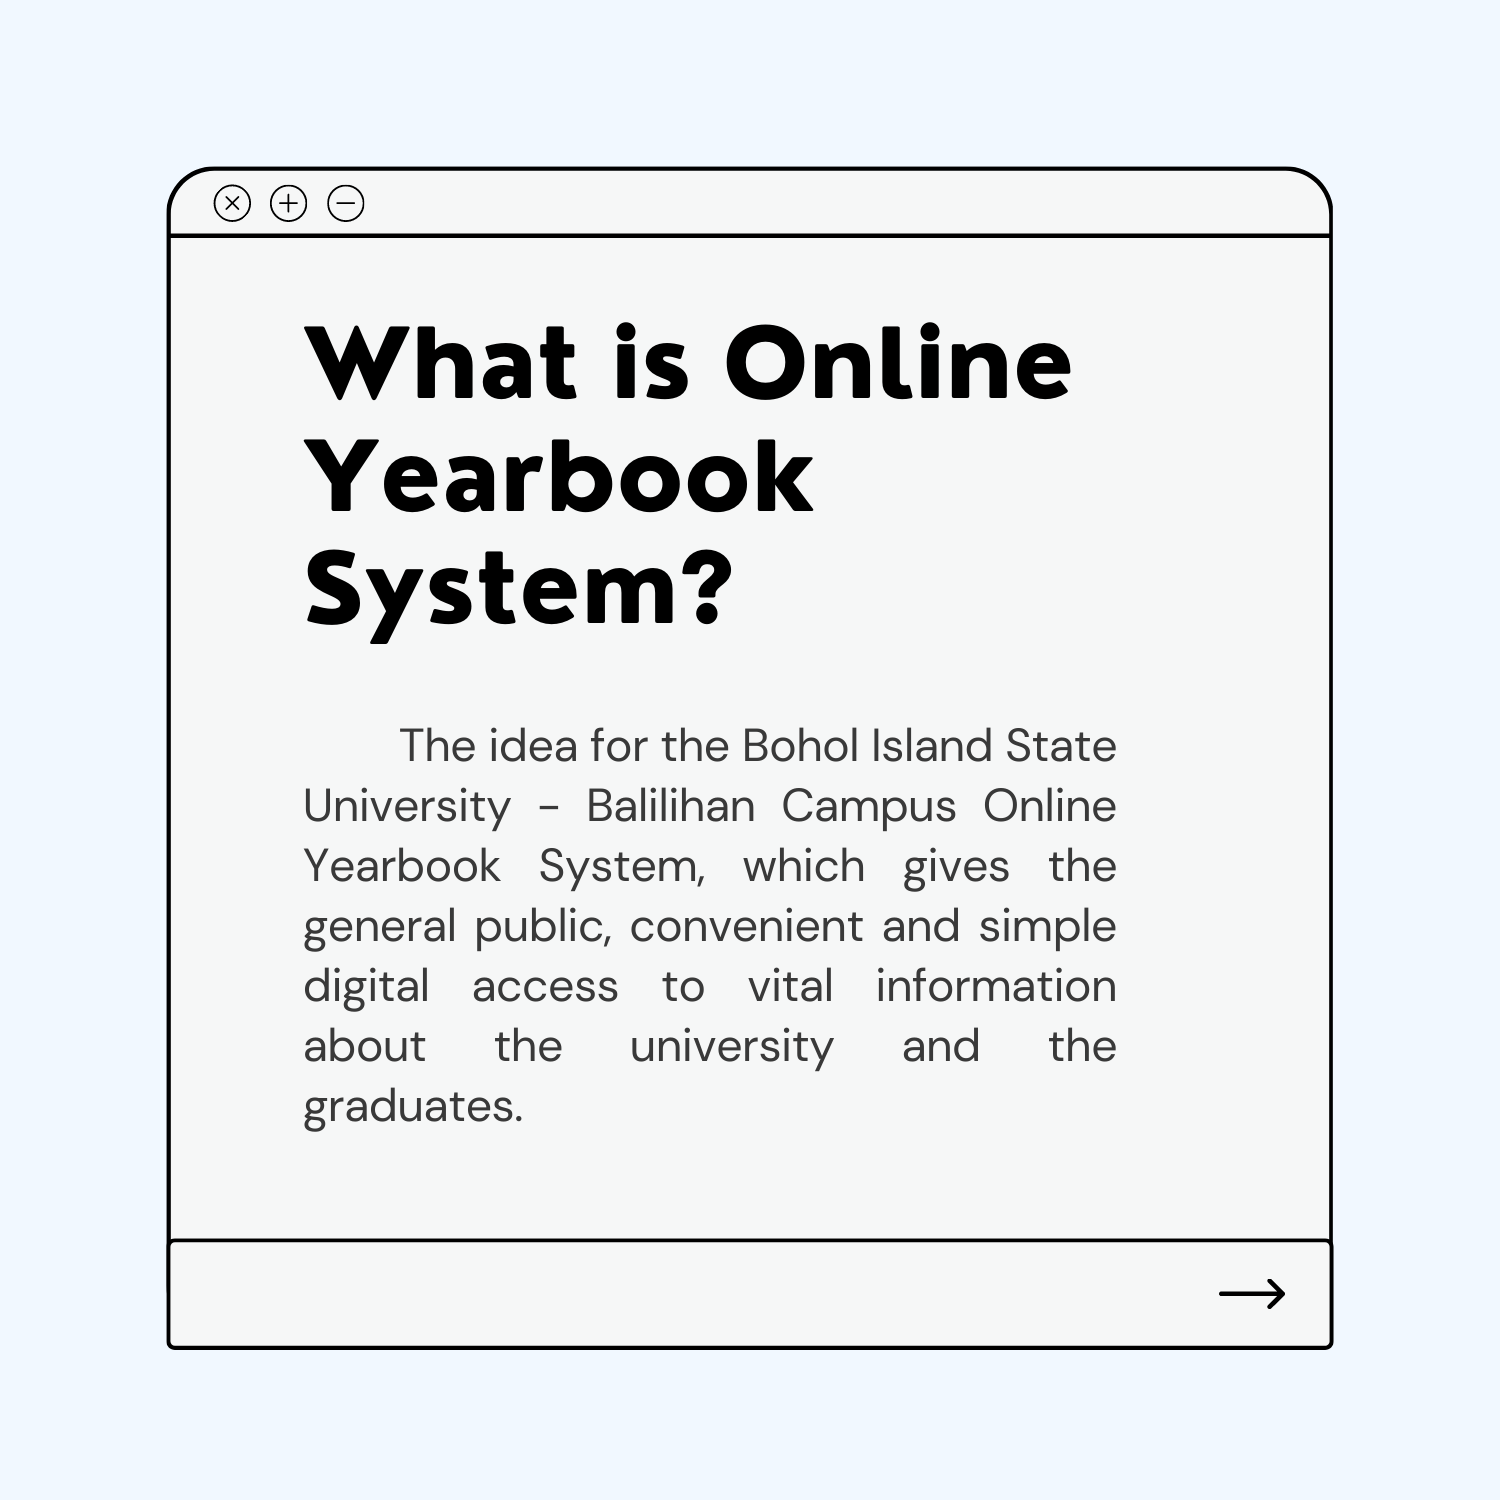 What is Online
Yearbook
System?
The idea for the Bohol Island State
University - Balilihan Campus Online
Yearbook System, which gives the
general public, convenient and simple
digital access to vital information
about the university and the
graduates.